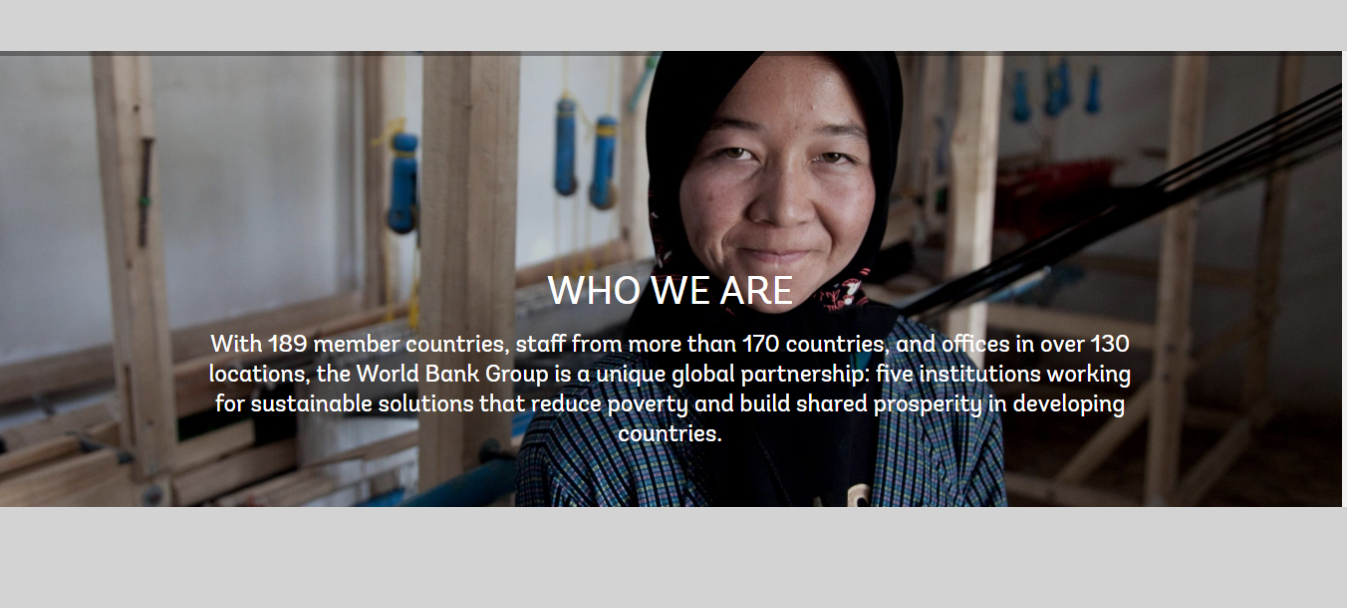 WHO WE ARE
With 189 member countries, staff from more than 170 countries, and offices in over 130
locations, the World Bank Group is a unique global partnership: five institutions working
for sustainable solutions that reduce poverty and build shared prosperity in developing
countries.